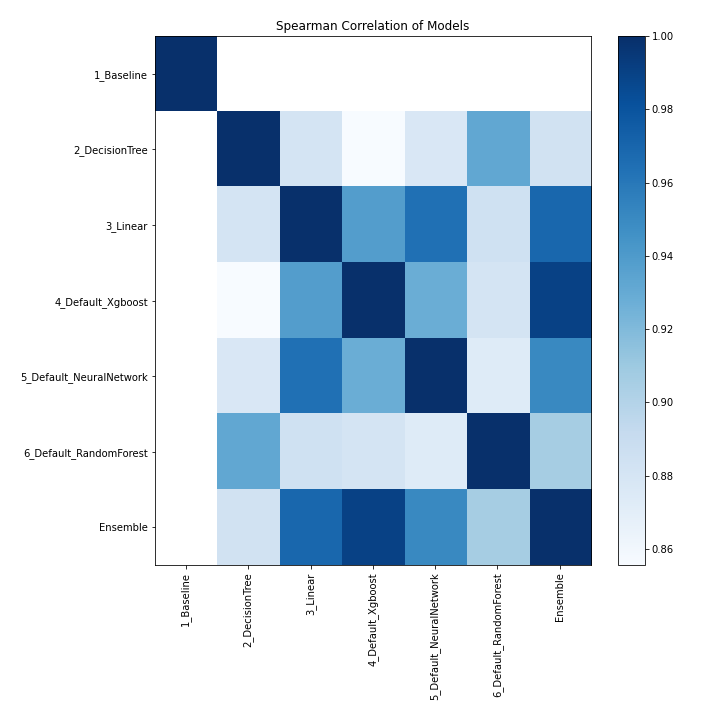 Spearman Correlation of Models
1_Baseline
2_DecisionTree
3_Linear
4_Default_Xgboost
5_Default_NeuralNetwork
6_Default_RandomForest
Ensemble
1_Baseline
2_DecisionTree
3_Linear
4_Default_Xgboost
5_Default_NeuralNetwork
6_Default_RandomForest
Ensemble
1.00
0.98
0.96
0.94
0.92
0.90
0.88
0.86